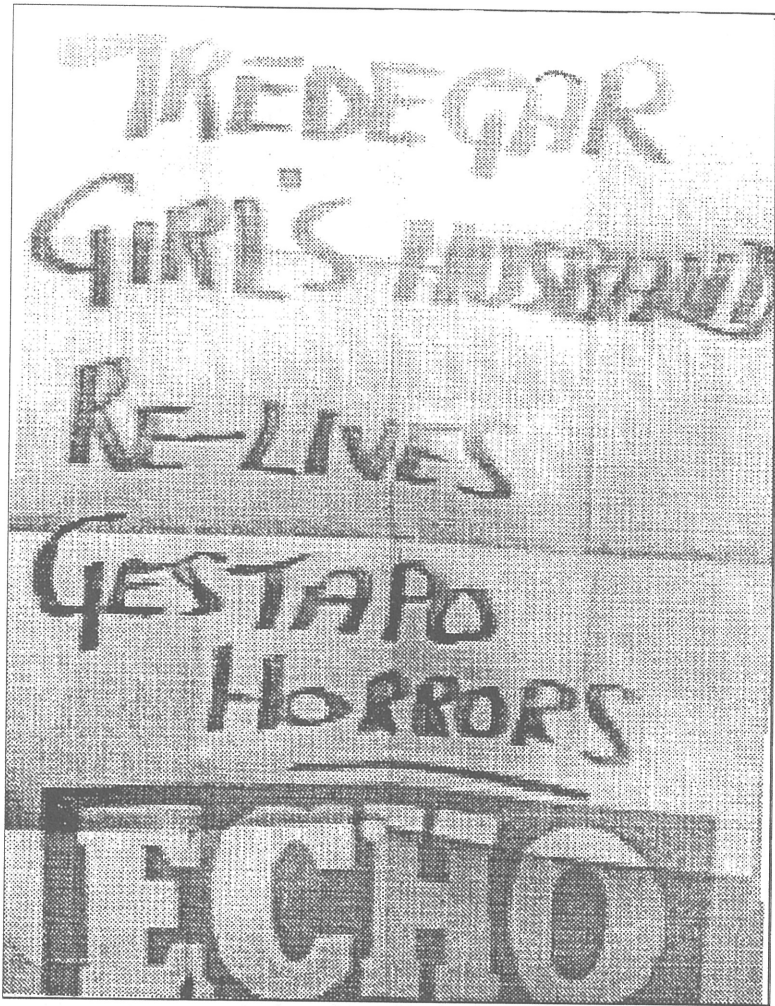 TREDEGAR
GIRL'S HUSBAND
RE-LIVES
GESTAPO
HORRORS
ECHO